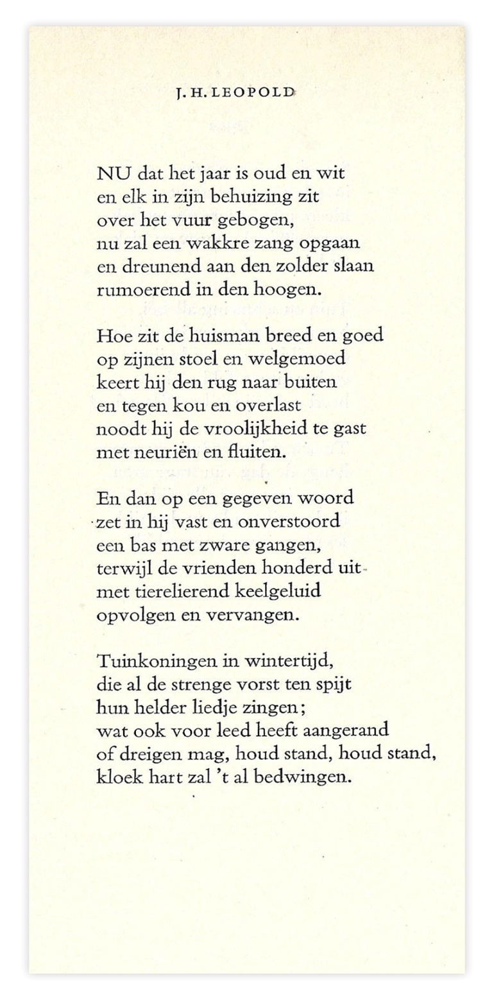 J. H. LEOPOLD
NU dat het jaar is oud en wit
en elk in zijn behuizing zit
over het vuur gebogen,
nu zal een wakkre zang opgaan
en dreunend aan den zolder slaan
rumoerend in den hoogen.
Hoe zit de huisman breed en goed
op zijnen stoel en welgemoed
keert hij den rug naar buiten
en tegen kou en overlast
noodt hij de vroolijkheid te gast
met neuriën en fluiten.
En dan op een gegeven woord
zet in hij vast en onverstoord
een bas met zware gangen,
terwijl de vrienden honderd uit
met tierelierend keelgeluid
opvolgen en vervangen.
Tuinkoningen in wintertijd,
die al de strenge vorst ten spijt
hun helder liedje zingen;
wat ook voor leed heeft aangerand
of dreigen mag, houd stand, houd stand,
kloek hart zal 't al bedwingen.